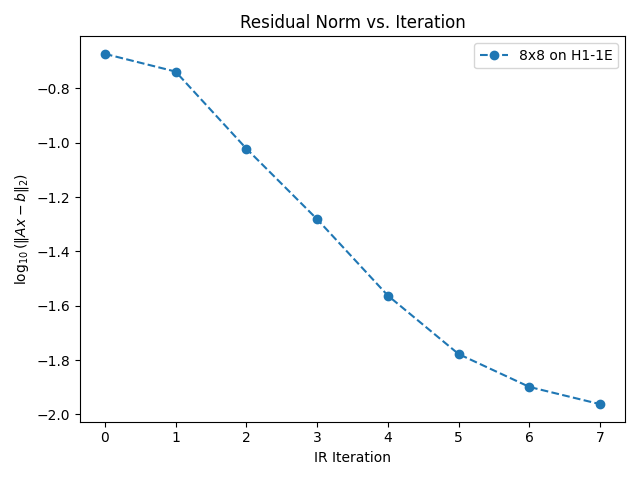 Residual Norm vs. Iteration
8x8 on H1-1E
−0.8
−1.0
−1.2
−1.4
−1.6
−1.8
−2.0
log₁₀(‖Ax − b‖₂)
0 1 2 3 4 5 6 7
IR Iteration